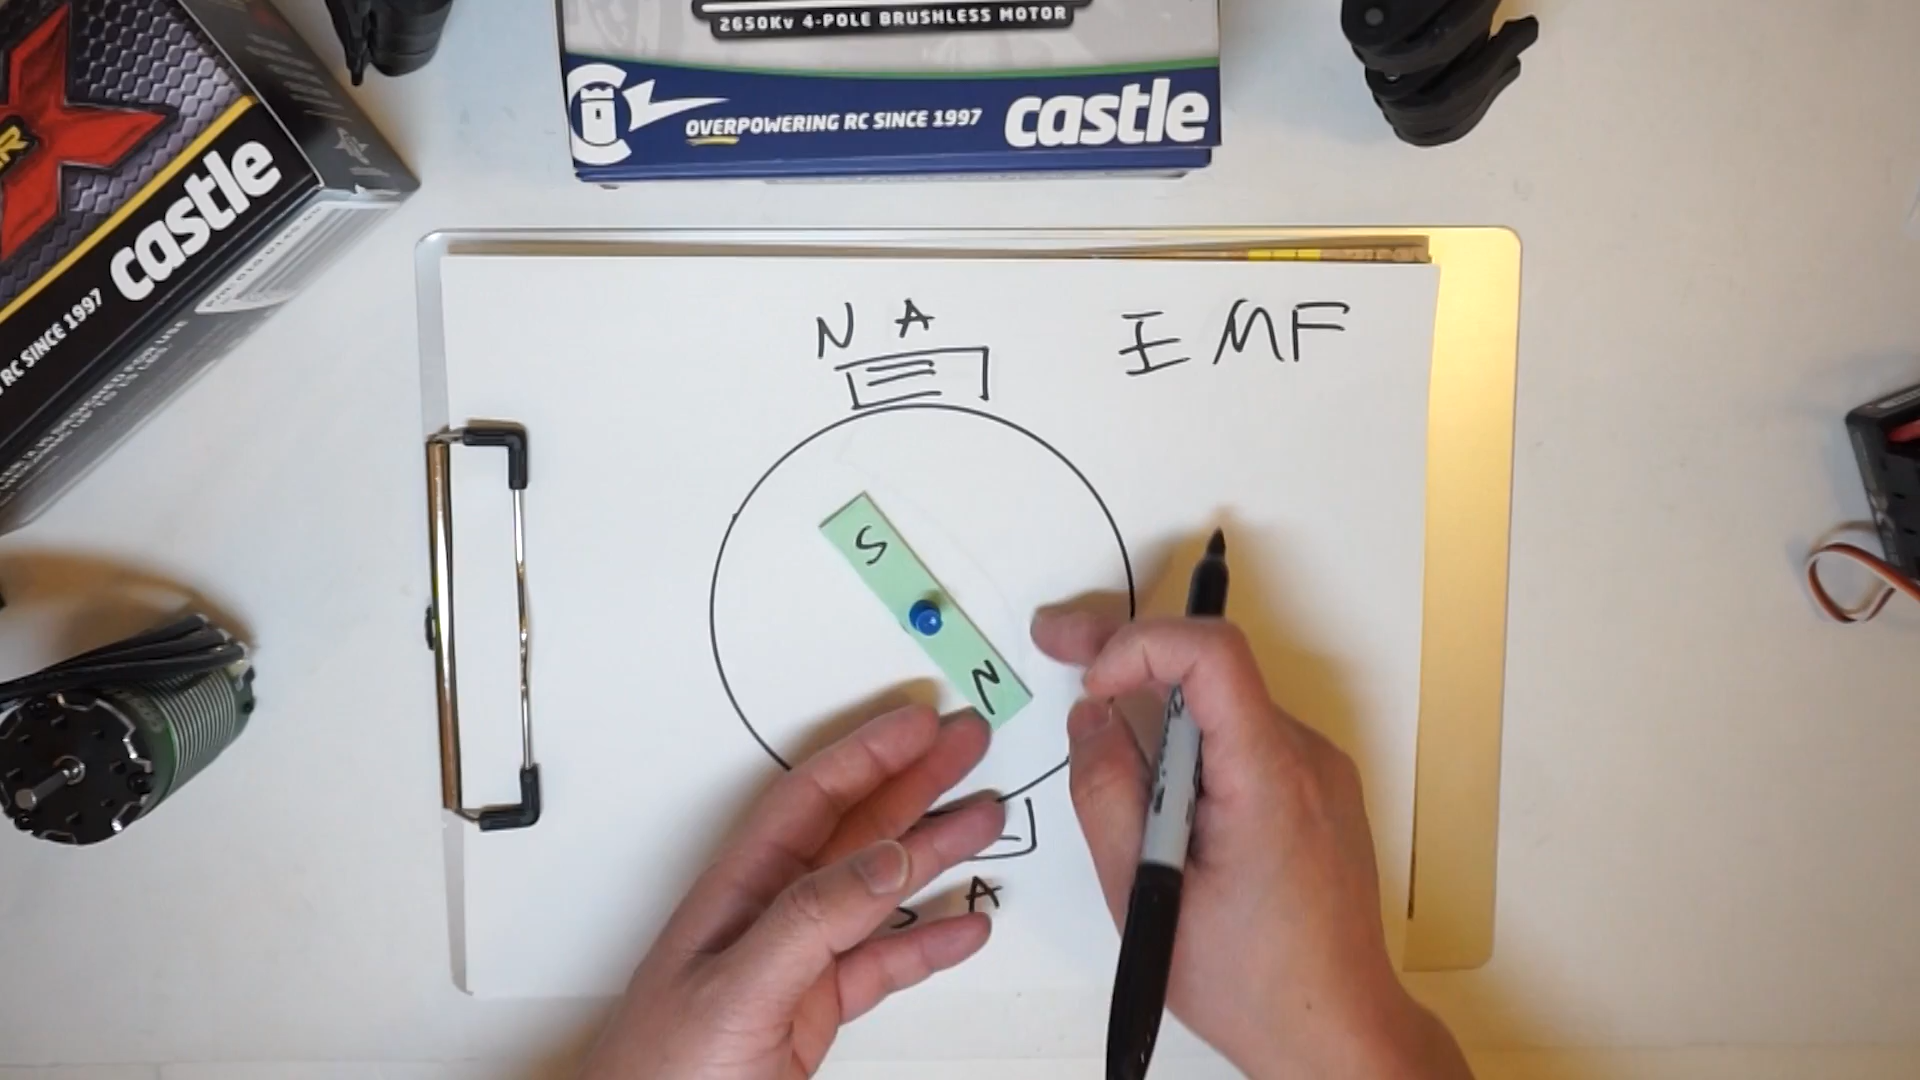 2650Kv 4-POLE BRUSHLESS MOTOR
OVERPOWERING RC SINCE 1997 castle
castle
RC SINCE 1997
N A
EMF
S
N
S A